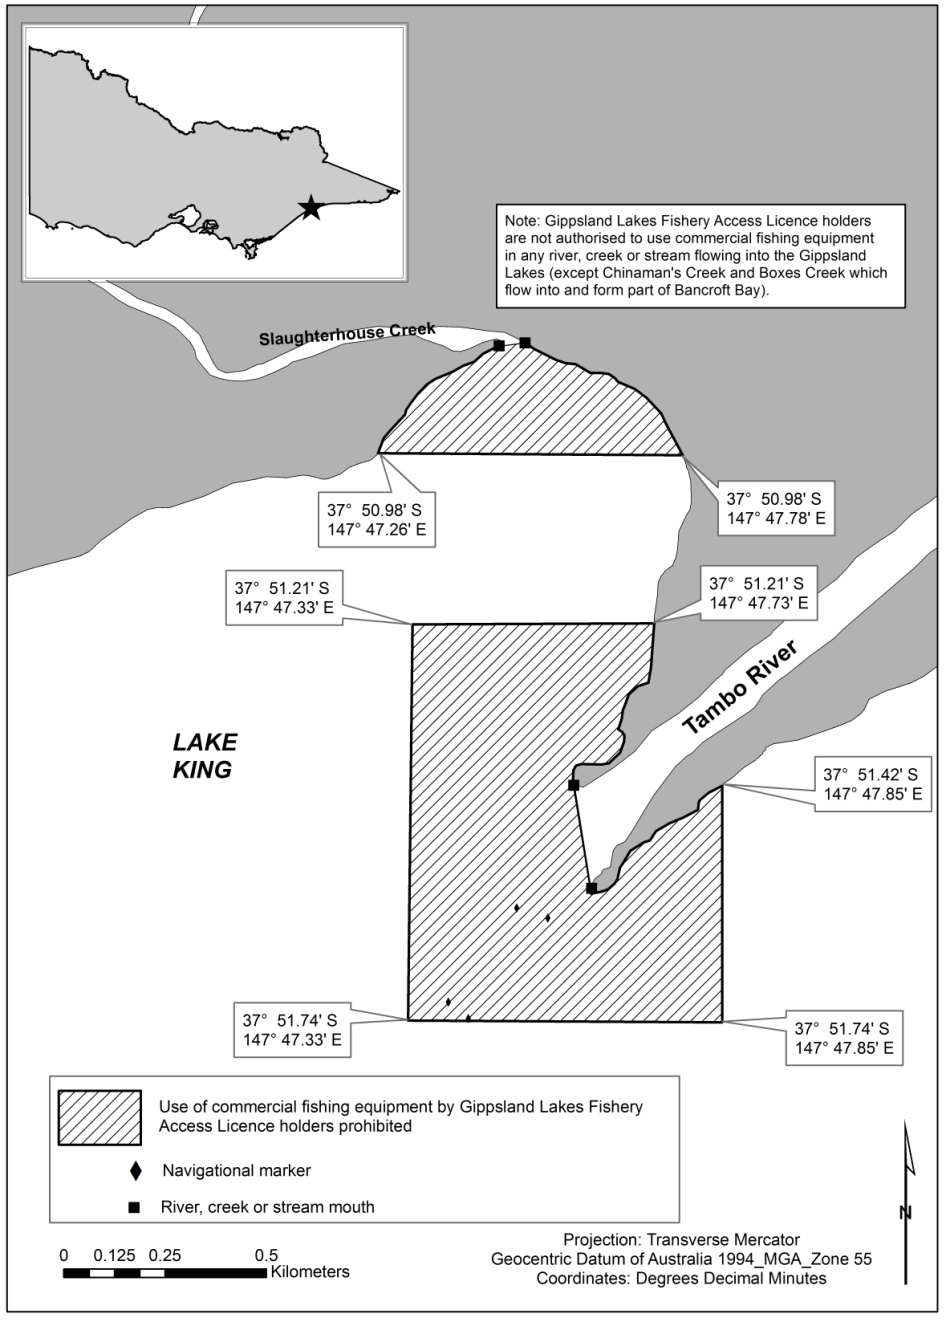 Note: Gippsland Lakes Fishery Access Licence holders
are not authorised to use commercial fishing equipment
in any river, creek or stream flowing into the Gippsland
Lakes (except Chinaman's Creek and Boxes Creek which
flow into and form part of Bancroft Bay).
Slaughterhouse Creek
37° 50.98' S
147° 47.26' E
37° 50.98' S
147° 47.78' E
37° 51.21' S
147° 47.33' E
37° 51.21' S
147° 47.73' E
Tambo River
LAKE
KING
37° 51.42' S
147° 47.85' E
37° 51.74' S
147° 47.33' E
37° 51.74' S
147° 47.85' E
Use of commercial fishing equipment by Gippsland Lakes Fishery
Access Licence holders prohibited
Navigational marker
River, creek or stream mouth
N
0 0.125 0.25 0.5
Kilometers
Projection: Transverse Mercator
Geocentric Datum of Australia 1994_MGA_Zone 55
Coordinates: Degrees Decimal Minutes